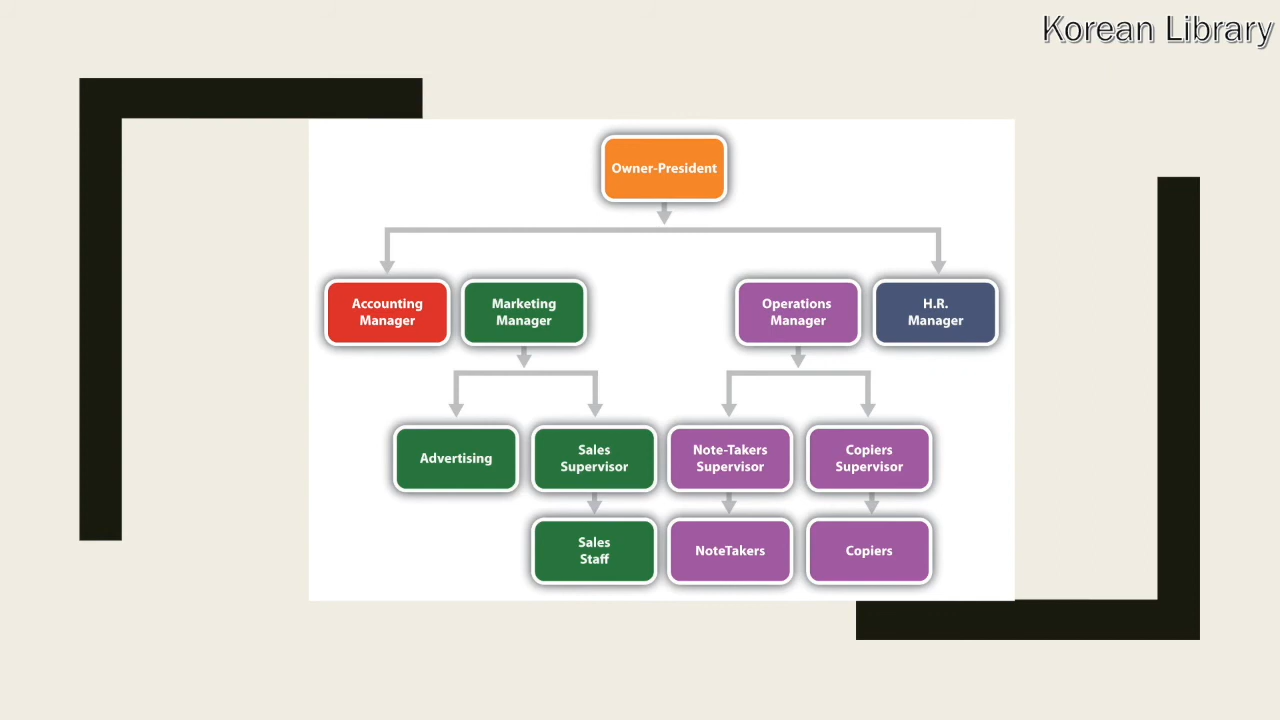 Korean Library
Owner-President
Accounting
Manager
Marketing
Manager
Operations
Manager
H.R.
Manager
Advertising
Sales
Supervisor
Note-Takers
Supervisor
Copiers
Supervisor
Sales
Staff
NoteTakers
Copiers